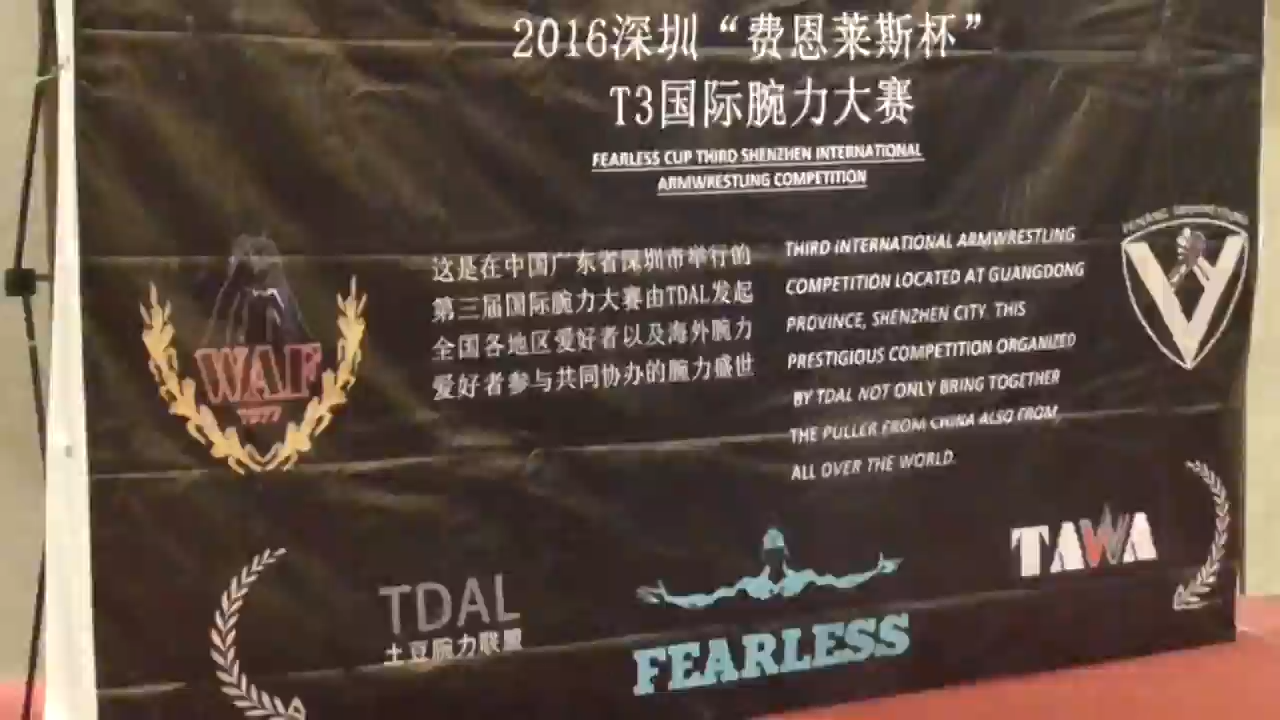 2016深圳“费恩莱斯杯”
T3国际腕力大赛
FEARLESS CUP THIRD SHENZHEN INTERNATIONAL
ARMWRESTLING COMPETITION
这是在中国广东省深圳市举行的
第三届国际腕力大赛由TDAL发起
全国各地区爱好者以及海外腕力
爱好者参与共同协办的腕力盛世
THIRD INTERNATIONAL ARMWRESTLING
COMPETITION LOCATED AT GUANGDONG
PROVINCE, SHENZHEN CITY. THIS
PRESTIGIOUS COMPETITION ORGANIZED
BY TDAL NOT ONLY BRING TOGETHER
THE PULLER FROM CHINA ALSO FROM
ALL OVER THE WORLD.
WAF
1977
TDAL
土豆腕力联盟
FEARLESS
TAWA